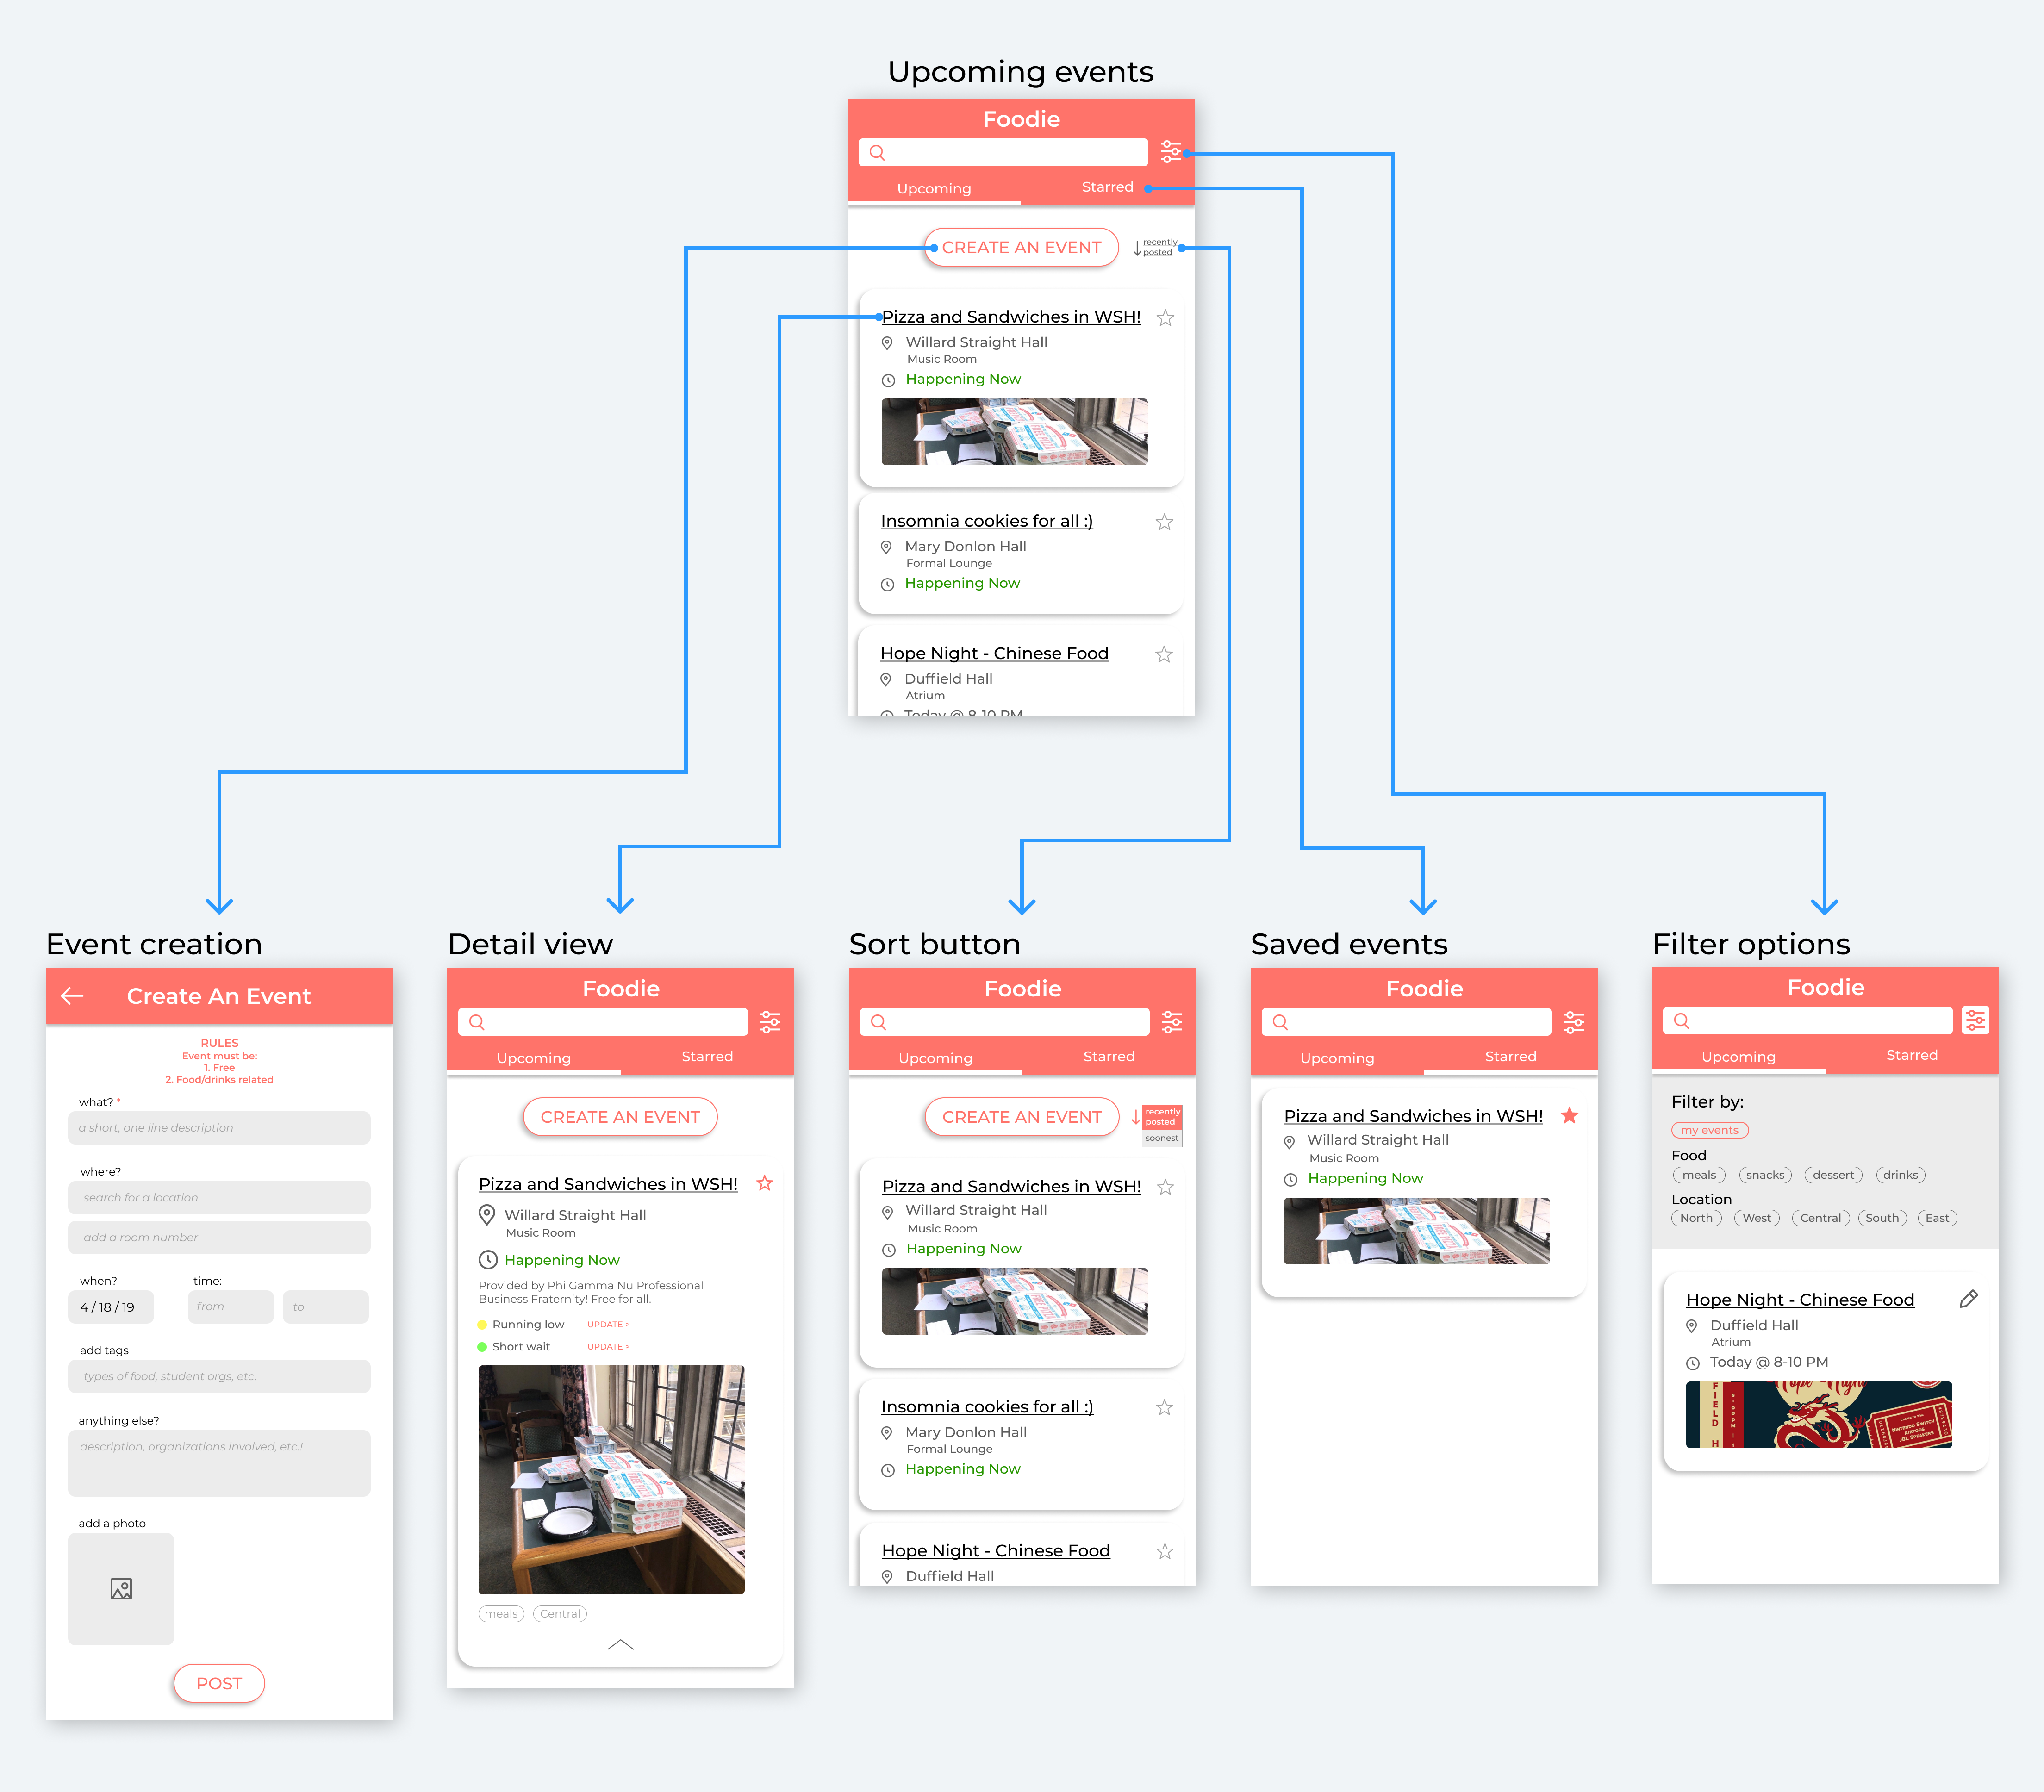 Upcoming events
Foodie
Upcoming
Starred
CREATE AN EVENT
recently
posted
Pizza and Sandwiches in WSH!
Willard Straight Hall
Music Room
Happening Now
Insomnia cookies for all :)
Mary Donlon Hall
Formal Lounge
Happening Now
Hope Night - Chinese Food
Duffield Hall
Atrium
Today @ 8-10 PM
Event creation
Create An Event
RULES
Event must be:
1. Free
2. Food/drinks related
what? *
a short, one line description
where?
search for a location
add a room number
when?
time:
4 / 18 / 19
from
to
add tags
types of food, student orgs, etc.
anything else?
description, organizations involved, etc.!
add a photo
POST
Detail view
Foodie
Upcoming
Starred
CREATE AN EVENT
Pizza and Sandwiches in WSH!
Willard Straight Hall
Music Room
Happening Now
Provided by Phi Gamma Nu Professional
Business Fraternity! Free for all.
Running low
UPDATE >
Short wait
UPDATE >
meals
Central
Sort button
Foodie
Upcoming
Starred
CREATE AN EVENT
recently
posted
soonest
Pizza and Sandwiches in WSH!
Willard Straight Hall
Music Room
Happening Now
Insomnia cookies for all :)
Mary Donlon Hall
Formal Lounge
Happening Now
Hope Night - Chinese Food
Duffield Hall
Saved events
Foodie
Upcoming
Starred
Pizza and Sandwiches in WSH!
Willard Straight Hall
Music Room
Happening Now
Filter options
Foodie
Upcoming
Starred
Filter by:
my events
Food
meals
snacks
dessert
drinks
Location
North
West
Central
South
East
Hope Night - Chinese Food
Duffield Hall
Atrium
Today @ 8-10 PM
FIELD H
8:00PM
Hope Night
Nintendo Switch
Airpods
JBL Speakers